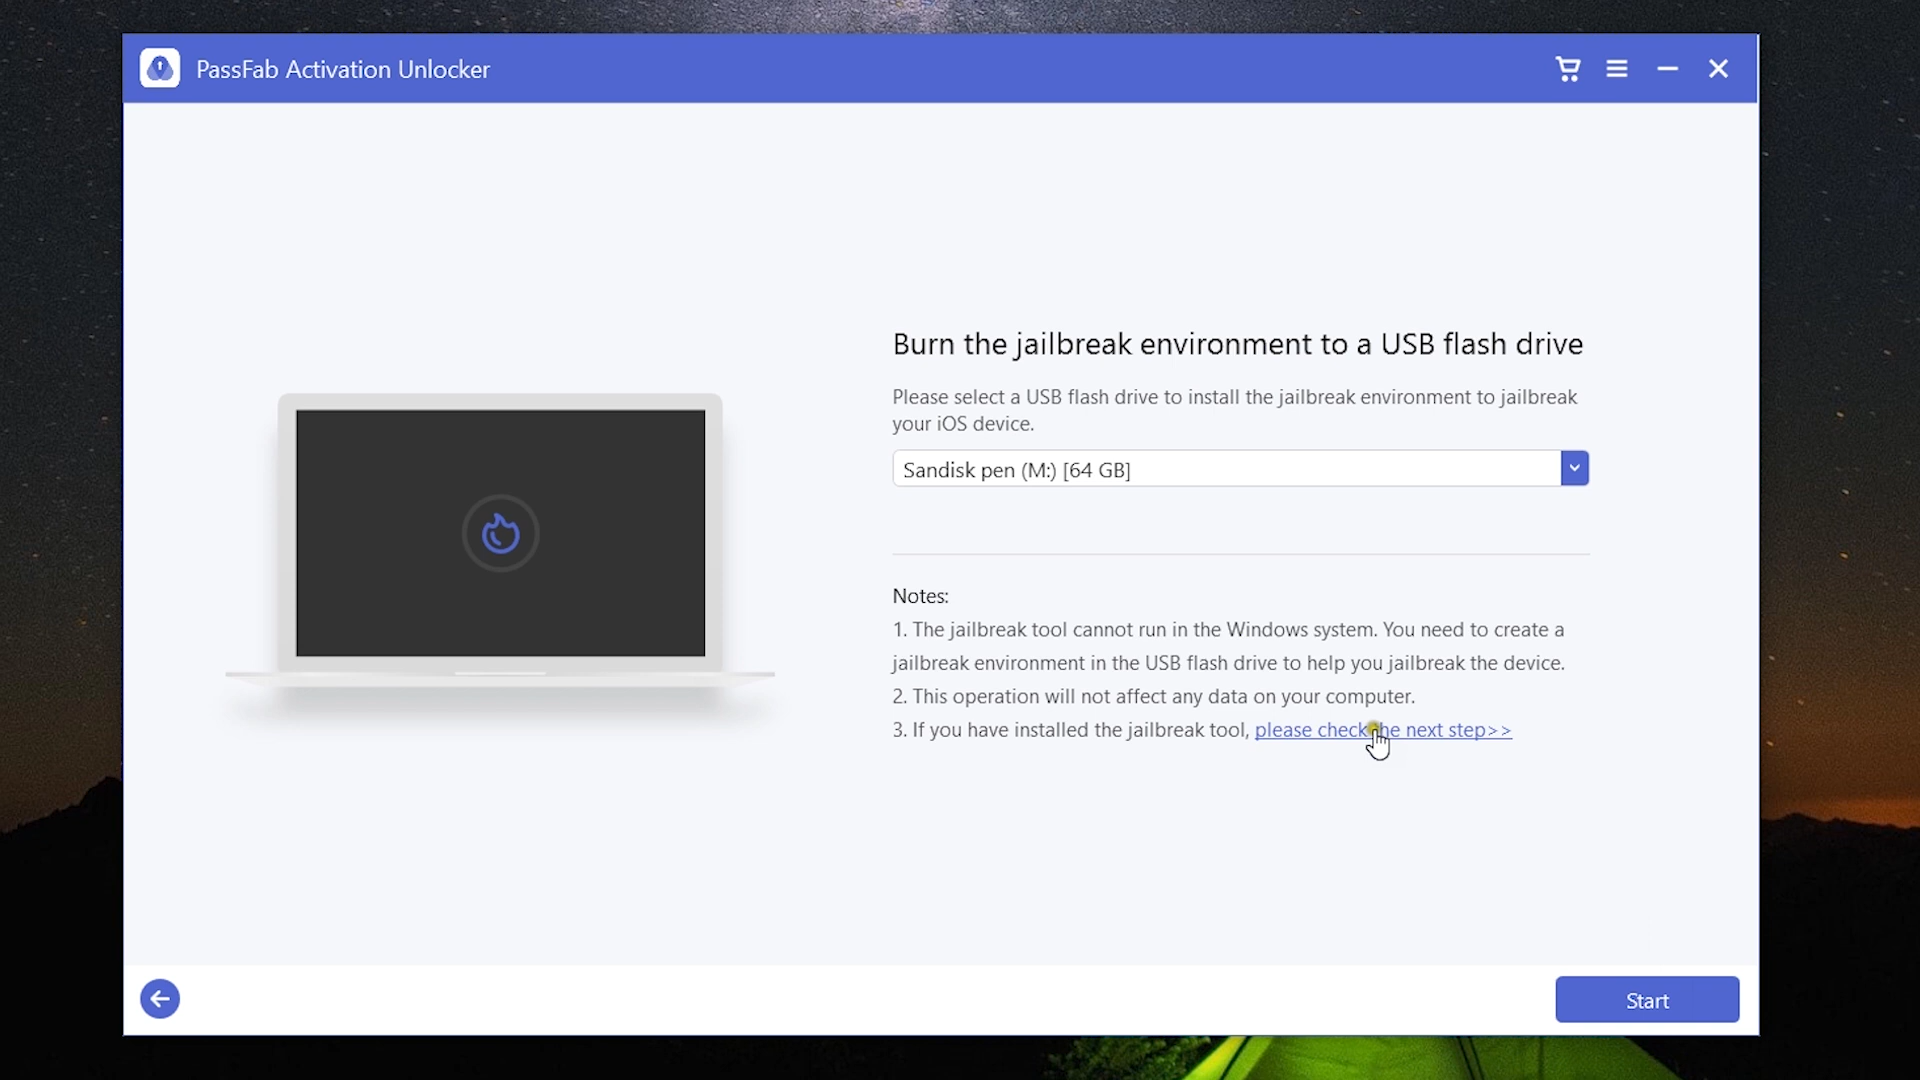 PassFab Activation Unlocker
Burn the jailbreak environment to a USB flash drive
Please select a USB flash drive to install the jailbreak environment to jailbreak
your iOS device.
Sandisk pen (M:) [64 GB]
Notes:
1. The jailbreak tool cannot run in the Windows system. You need to create a
jailbreak environment in the USB flash drive to help you jailbreak the device.
2. This operation will not affect any data on your computer.
3. If you have installed the jailbreak tool, please check the next step>>
Start